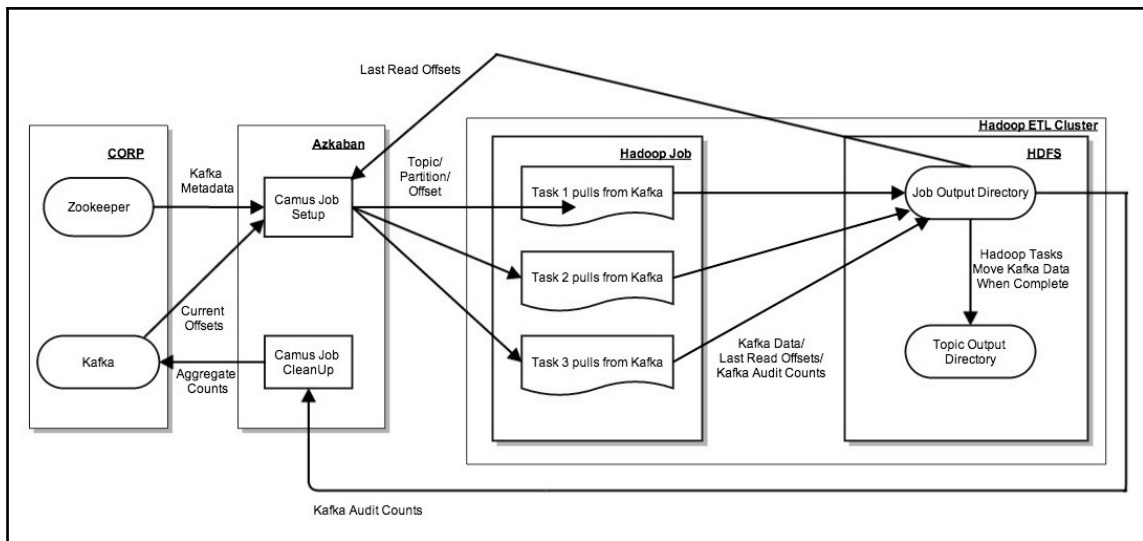 Last Read Offsets
Hadoop ETL Cluster
CORP
Azkaban
Hadoop Job
HDFS
Kafka
Metadata
Topic/
Partition/
Offset
Zookeeper
Camus Job
Setup
Task 1 pulls from Kafka
Job Output Directory
Task 2 pulls from Kafka
Hadoop Tasks
Move Kafka Data
When Complete
Current
Offsets
Kafka
Aggregate
Counts
Camus Job
CleanUp
Task 3 pulls from Kafka
Kafka Data/
Last Read Offsets/
Kafka Audit Counts
Topic Output
Directory
Kafka Audit Counts